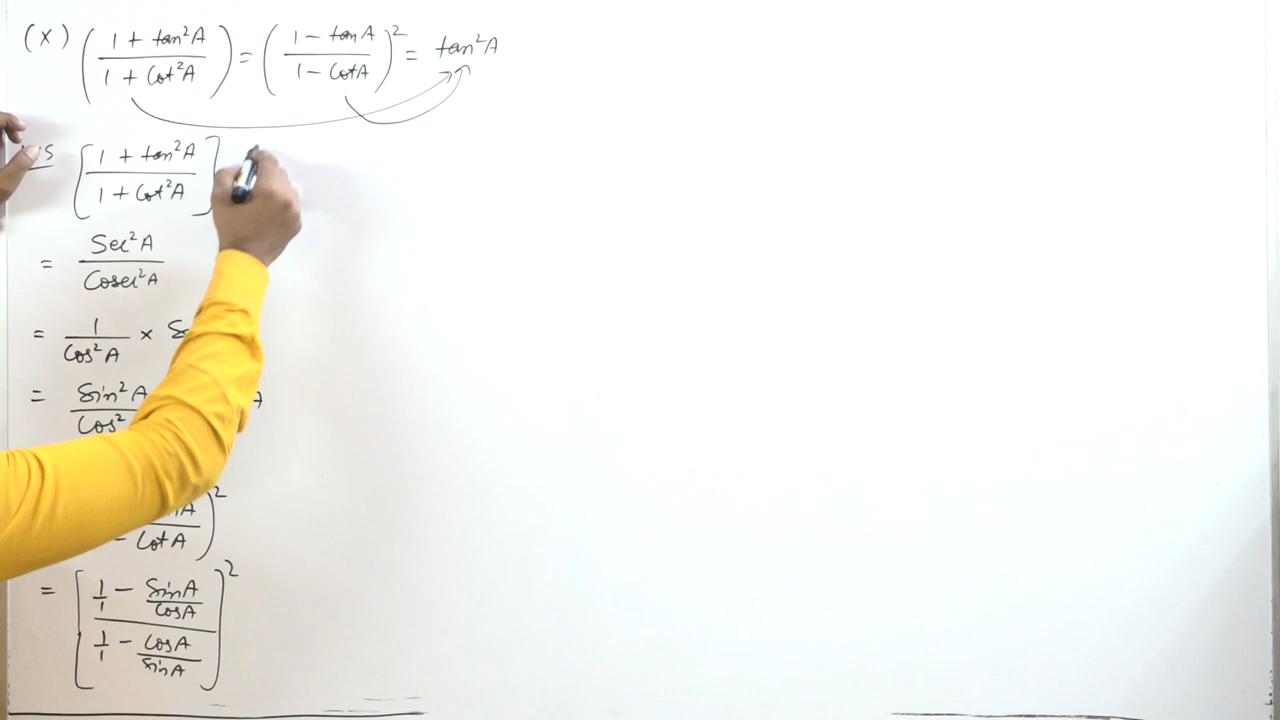 (x) ( 1 + tan²A / 1 + Cot²A ) = ( 1 - tanA / 1 - CotA )² = tan²A
[ 1 + tan²A / 1 + Cot²A ]
= Sec²A / Cosec²A
= 1 / Cos²A ×
= Sin²A / Cos² A
- CotA )²
= [ 1/1 - SinA/CosA / 1/1 - CosA/SinA ]²